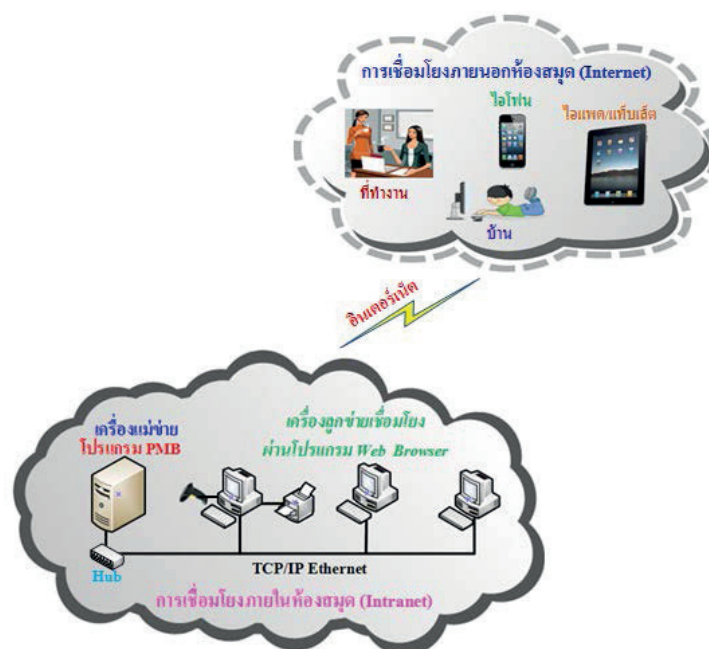 การเชื่อมโยงภายนอกห้องสมุด (Internet)
ไอโฟน
ไอแพด/แท็บเล็ต
ที่ทำงาน
บ้าน
อินเตอร์เน็ต
เครื่องแม่ข่าย
โปรแกรม PMB
เครื่องลูกข่ายเชื่อมโยง
ผ่านโปรแกรม Web Browser
Hub
TCP/IP Ethernet
การเชื่อมโยงภายในห้องสมุด (Intranet)